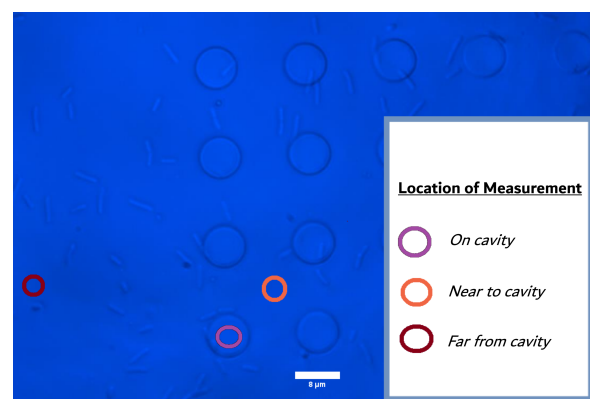 Location of Measurement
On cavity
Near to cavity
Far from cavity
8 µm